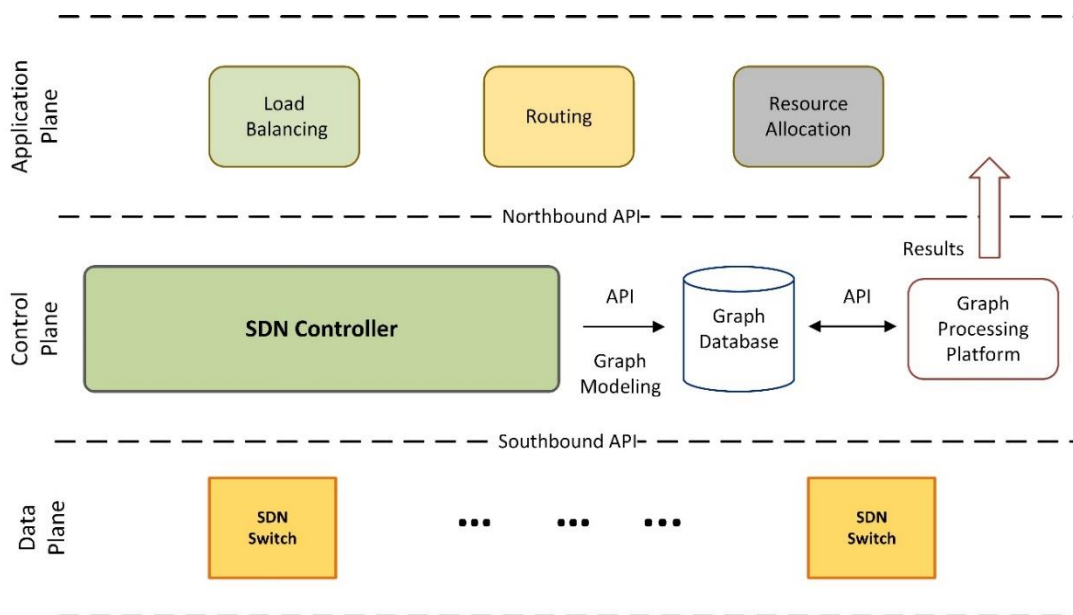 Application
Plane
Load
Balancing
Routing
Resource
Allocation
Northbound API
Results
Control
Plane
SDN Controller
API
Graph
Modeling
Graph
Database
API
Graph
Processing
Platform
Southbound API
Data
Plane
SDN
Switch
... ... ...
SDN
Switch